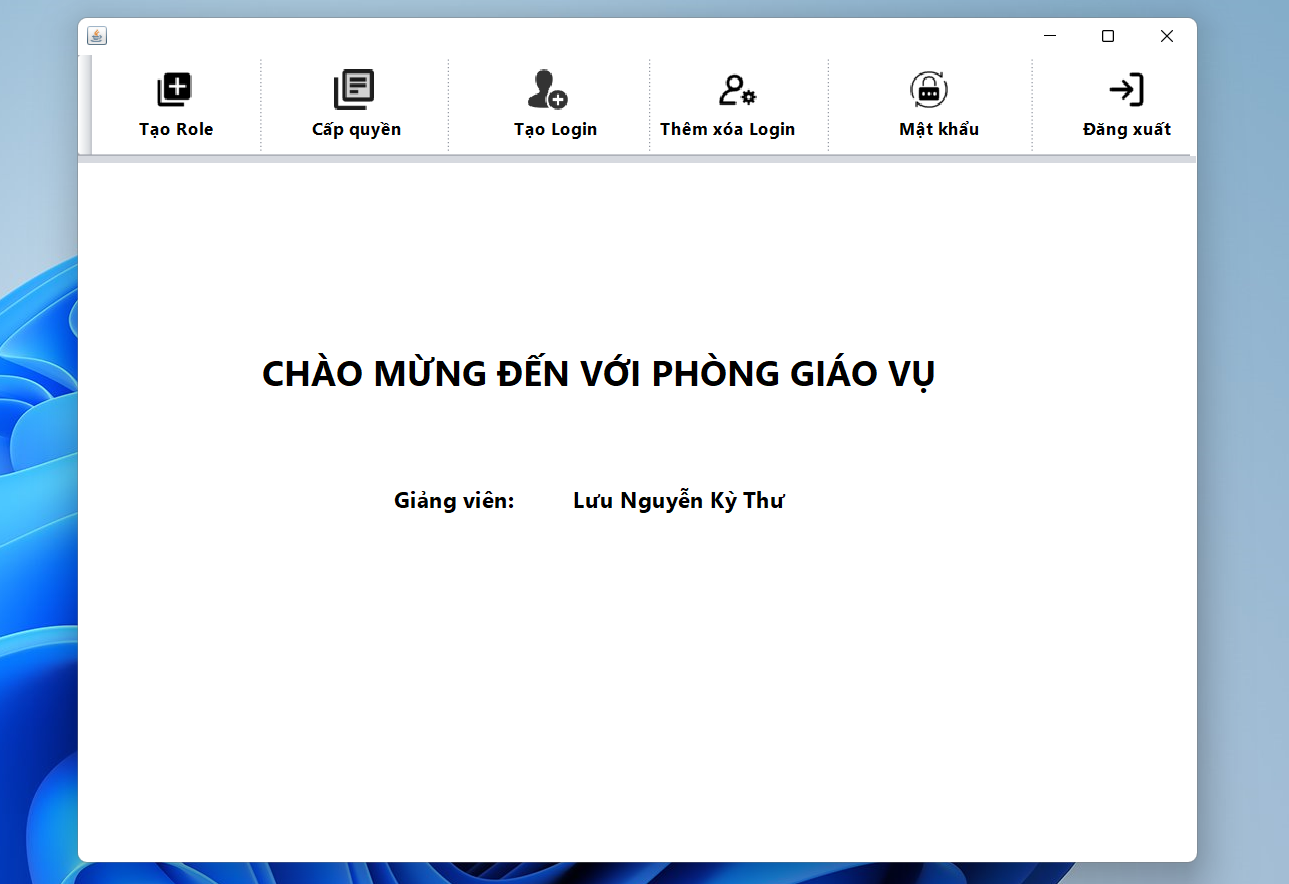 Tạo Role
Cấp quyền
Tạo Login
Thêm xóa Login
Mật khẩu
Đăng xuất
CHÀO MỪNG ĐẾN VỚI PHÒNG GIÁO VỤ
Giảng viên: Lưu Nguyễn Kỳ Thư